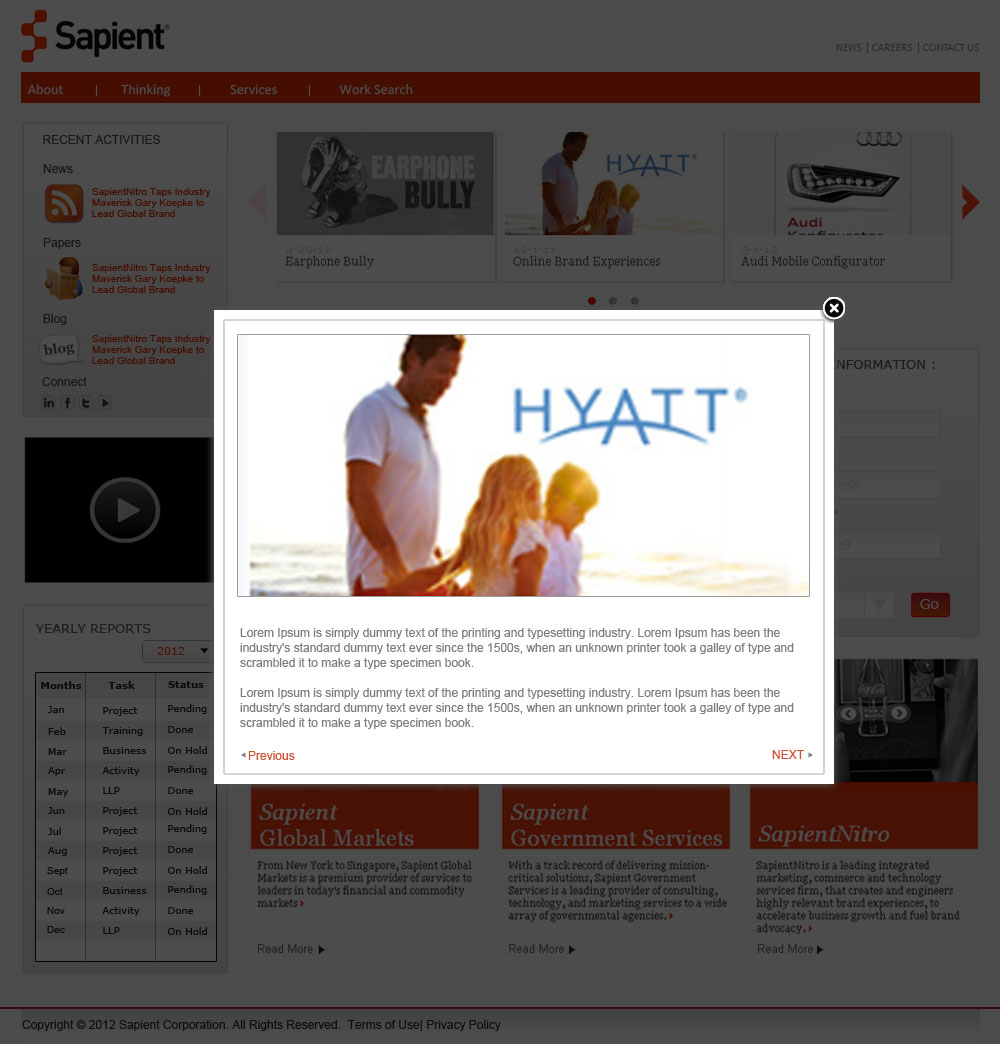 Sapient®
NEWS | CAREERS | CONTACT US
About | Thinking | Services | Work Search
RECENT ACTIVITIES
News
SapientNitro Taps Industry
Maverick Gary Koepke to
Lead Global Brand
Papers
SapientNitro Taps Industry
Maverick Gary Koepke to
Lead Global Brand
Blog
blog
SapientNitro Taps Industry
Maverick Gary Koepke to
Lead Global Brand
Connect
in f t
EARPHONE
BULLY
4-20-12
Earphone Bully
HYATT®
12-1-11
Online Brand Experiences
Audi
Konfigurator
3-1-12
Audi Mobile Configurator
NFORMATION :
ess
99
Go
HYATT®
Lorem Ipsum is simply dummy text of the printing and typesetting industry. Lorem Ipsum has been the
industry's standard dummy text ever since the 1500s, when an unknown printer took a galley of type and
scrambled it to make a type specimen book.
Lorem Ipsum is simply dummy text of the printing and typesetting industry. Lorem Ipsum has been the
industry's standard dummy text ever since the 1500s, when an unknown printer took a galley of type and
scrambled it to make a type specimen book.
Previous
NEXT
YEARLY REPORTS
2012
Months Task Status
Jan Project Pending
Feb Training Done
Mar Business On Hold
Apr Activity Pending
May LLP Done
Jun Project On Hold
Jul Project Pending
Aug Project Done
Sept Project On Hold
Oct Business Pending
Nov Activity Done
Dec LLP On Hold
Sapient
Global Markets
From New York to Singapore, Sapient Global
Markets is a premium provider of services to
leaders in today's financial and commodity
markets
Read More
Sapient
Government Services
With a track record of delivering mission-
critical solutions, Sapient Government
Services is a leading provider of consulting,
technology, and marketing services to a wide
array of governmental agencies.
Read More
SapientNitro
SapientNitro is a leading integrated
marketing, commerce and technology
services firm, that creates and engineers
highly relevant brand experiences, to
accelerate business growth and fuel brand
advocacy.
Read More
Copyright © 2012 Sapient Corporation. All Rights Reserved. Terms of Use| Privacy Policy